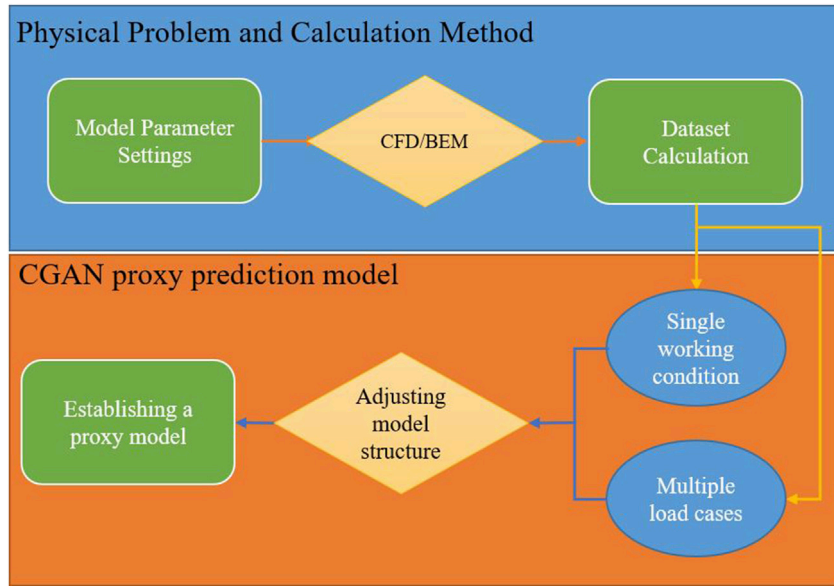 Physical Problem and Calculation Method
Model Parameter
Settings
CFD/BEM
Dataset
Calculation
CGAN proxy prediction model
Single
working
condition
Establishing a
proxy model
Adjusting
model
structure
Multiple
load cases